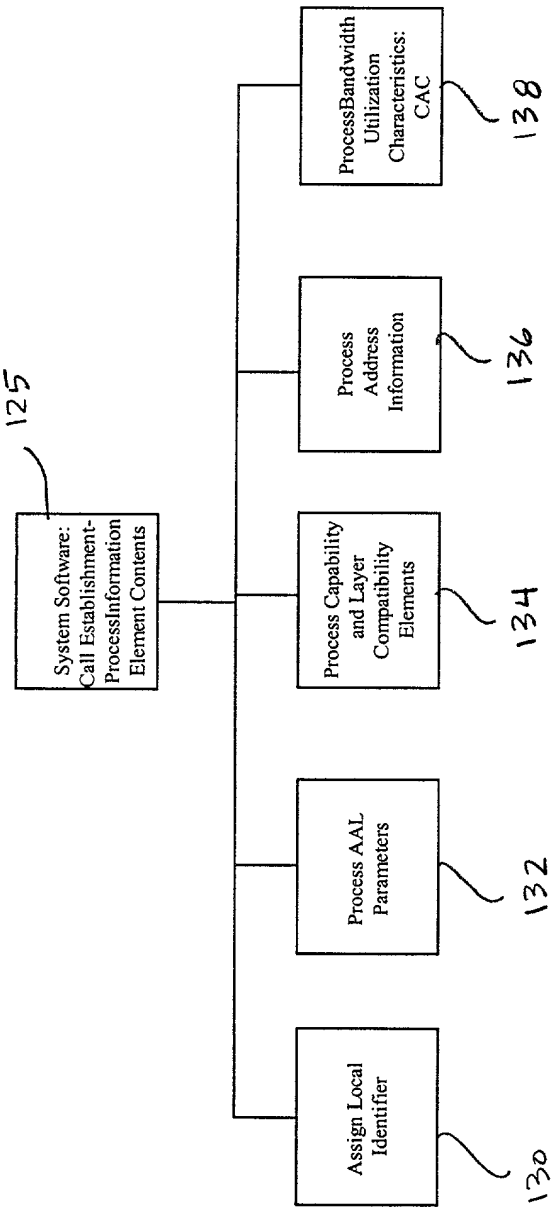 125
System Software:
Call Establishment-
ProcessInformation
Element Contents
Assign Local
Identifier
130
Process AAL
Parameters
132
Process Capability
and Layer
Compatibility
Elements
134
Process
Address
Information
136
ProcessBandwidth
Utilization
Characteristics:
CAC
138